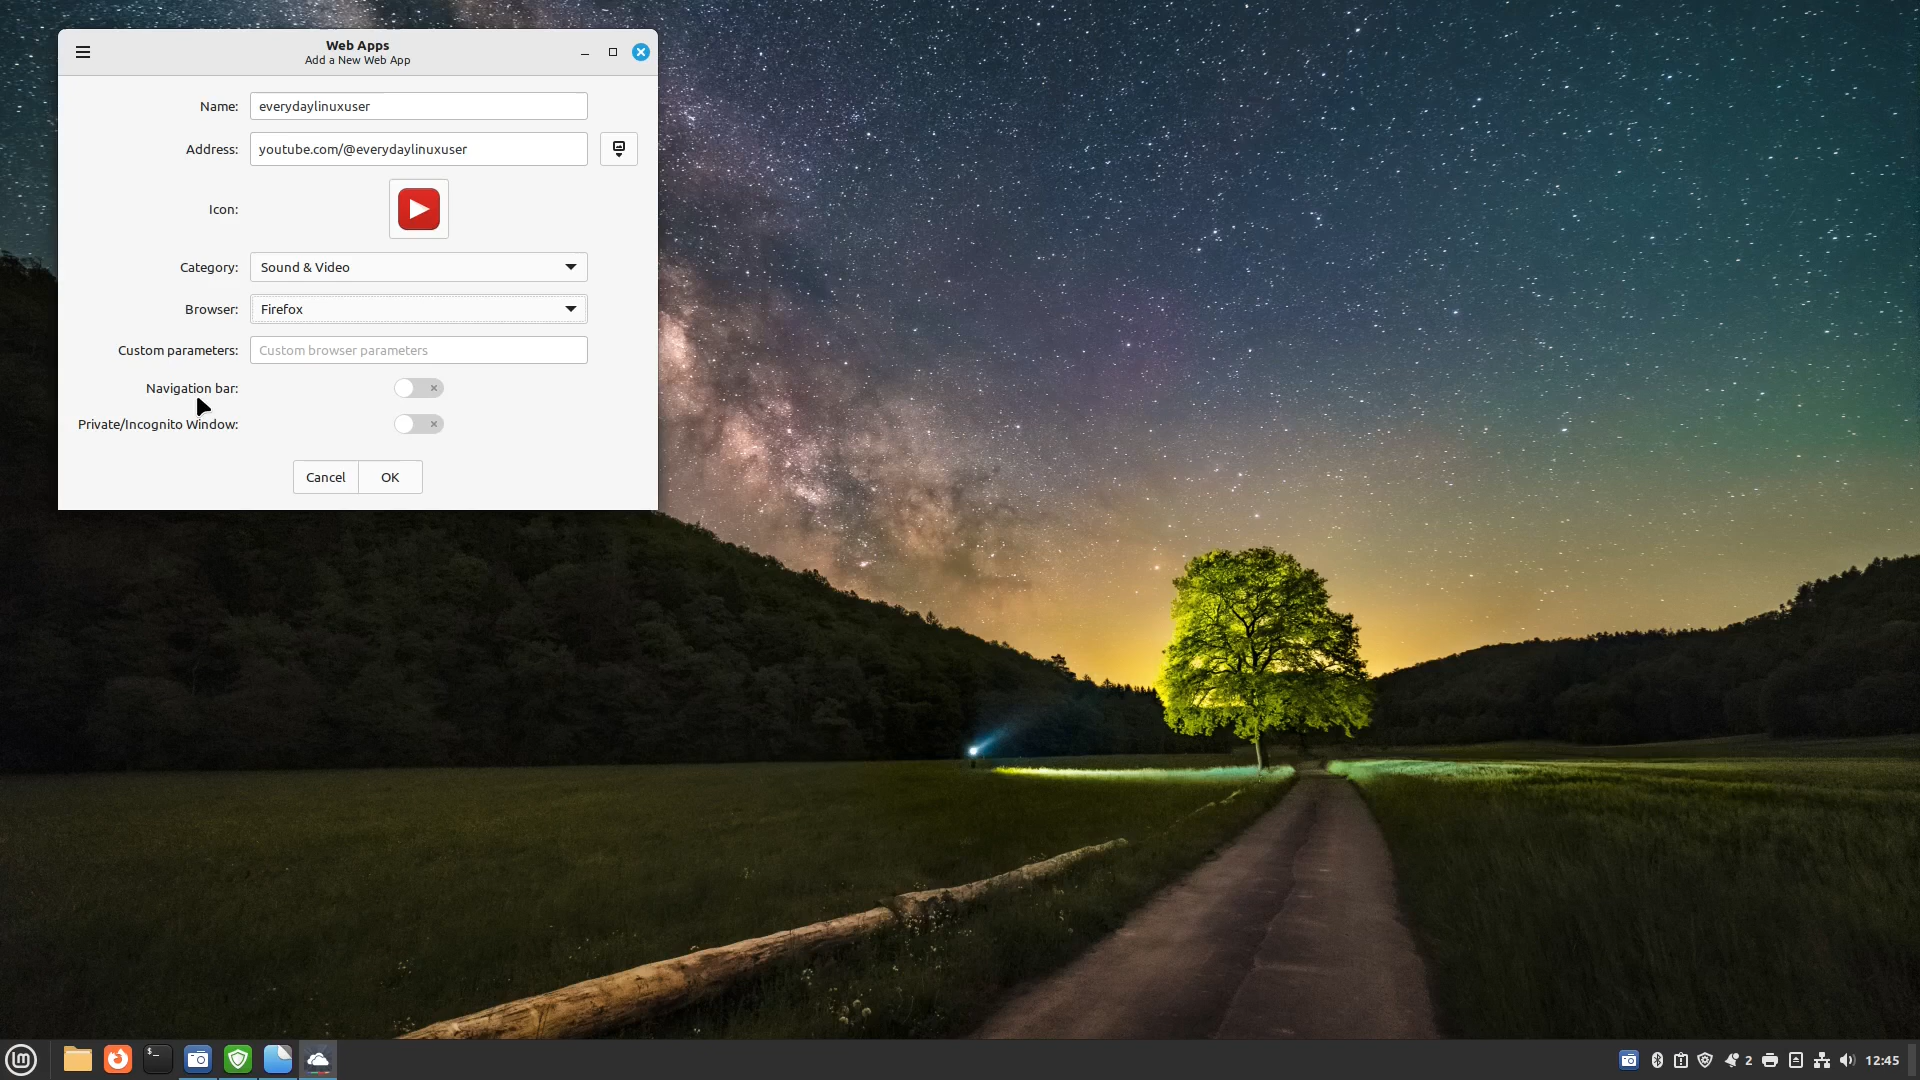 Web Apps
Add a New Web App
Name: everydaylinuxuser
Address: youtube.com/@everydaylinuxuser
Icon:
Category: Sound & Video
Browser: Firefox
Custom parameters: Custom browser parameters
Navigation bar:
Private/Incognito Window:
Cancel OK
lm $_ 2 12:45